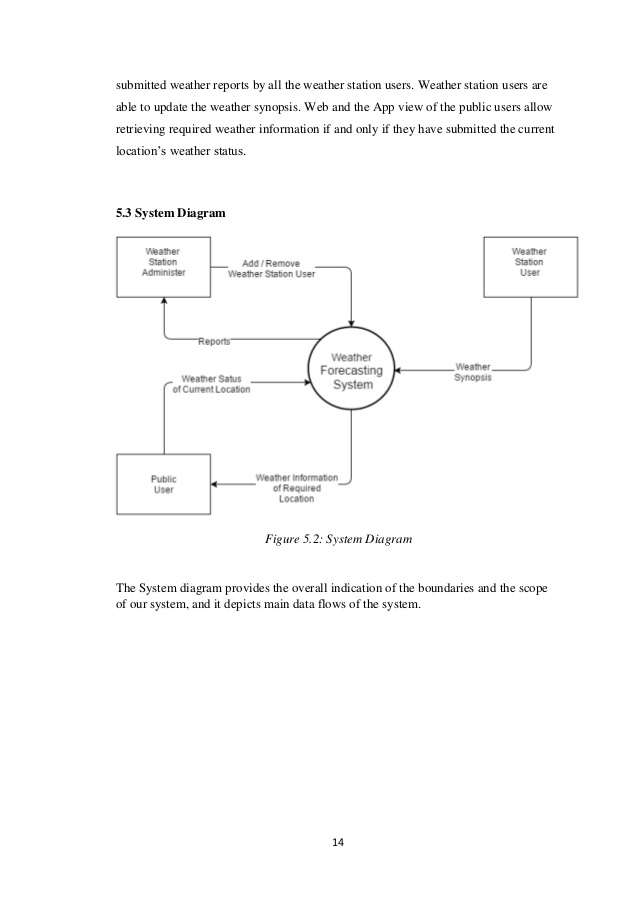 submitted weather reports by all the weather station users. Weather station users are
able to update the weather synopsis. Web and the App view of the public users allow
retrieving required weather information if and only if they have submitted the current
location’s weather status.
5.3 System Diagram
Weather
Station
Administer
Add / Remove
Weather Station User
Weather
Station
User
Reports
Weather
Forecasting
System
Weather
Synopsis
Weather Satus
of Current Location
Public
User
Weather Information
of Required
Location
Figure 5.2: System Diagram
The System diagram provides the overall indication of the boundaries and the scope
of our system, and it depicts main data flows of the system.
14